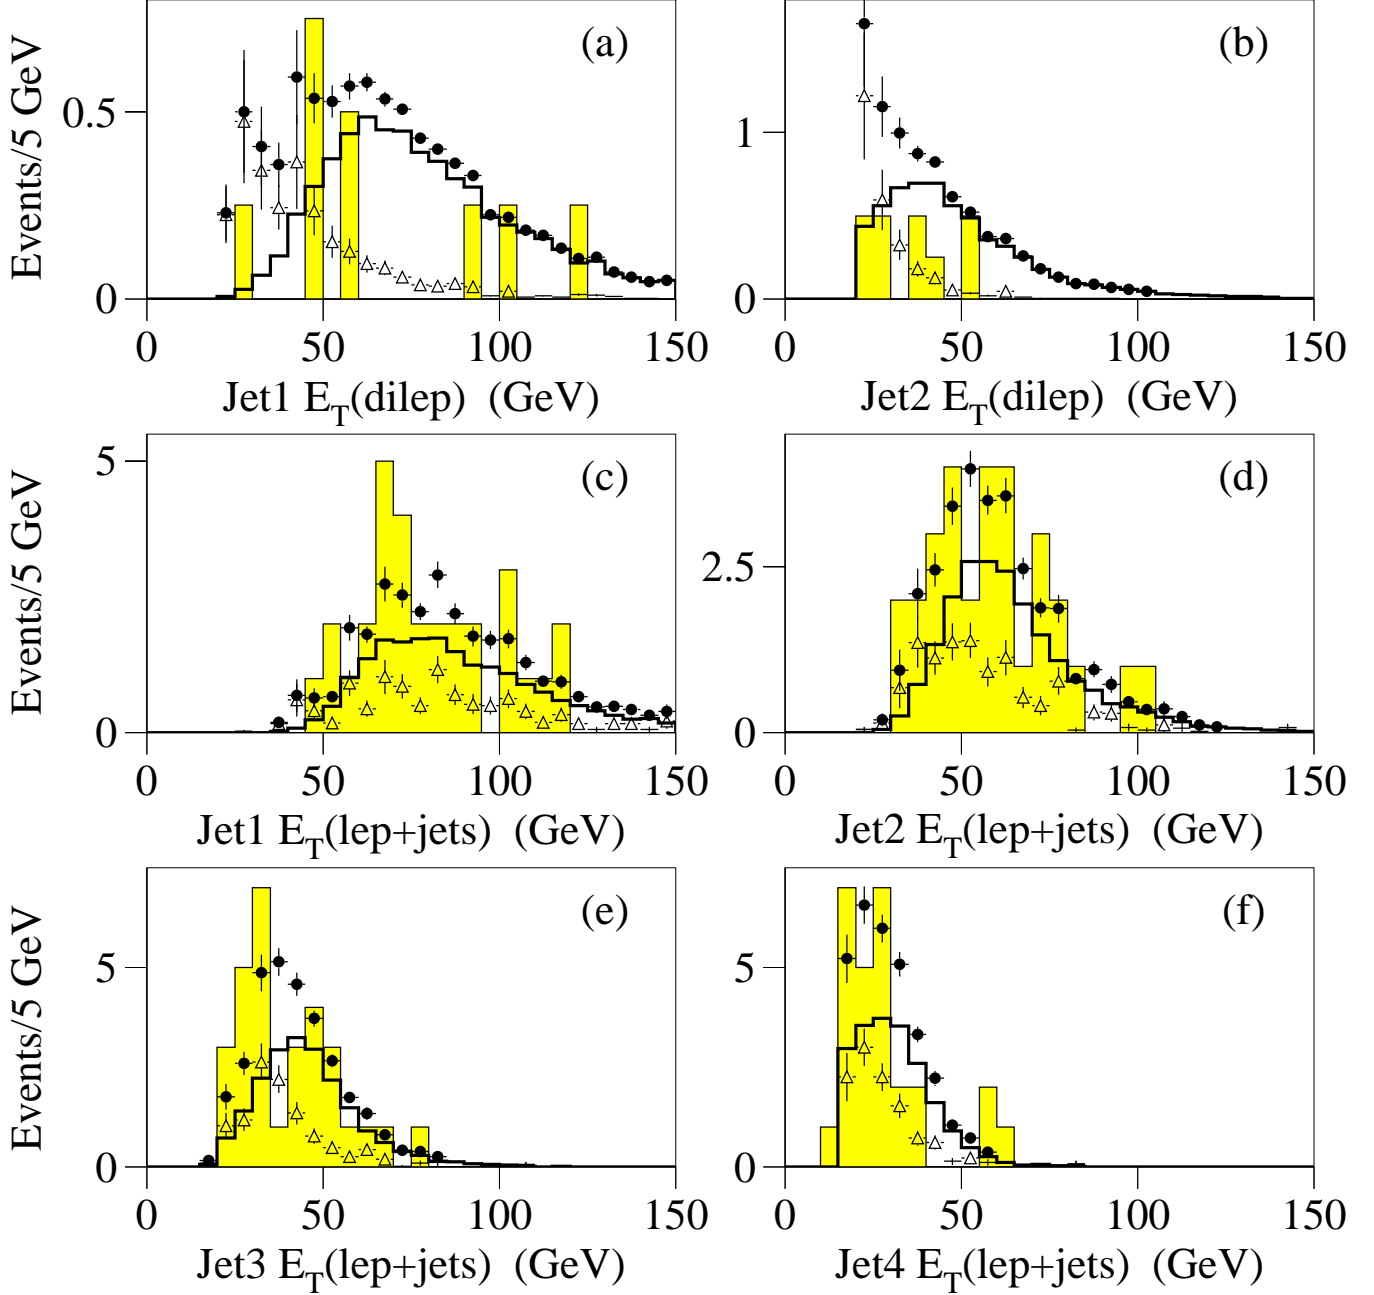 (a)
(b)
Events/5 GeV
0.5
0
1
0
0 50 100 150
0 50 100 150
Jet1 E_T(dilep) (GeV)
Jet2 E_T(dilep) (GeV)
(c)
(d)
Events/5 GeV
5
0
2.5
0
0 50 100 150
0 50 100 150
Jet1 E_T(lep+jets) (GeV)
Jet2 E_T(lep+jets) (GeV)
(e)
(f)
Events/5 GeV
5
0
5
0
0 50 100 150
0 50 100 150
Jet3 E_T(lep+jets) (GeV)
Jet4 E_T(lep+jets) (GeV)